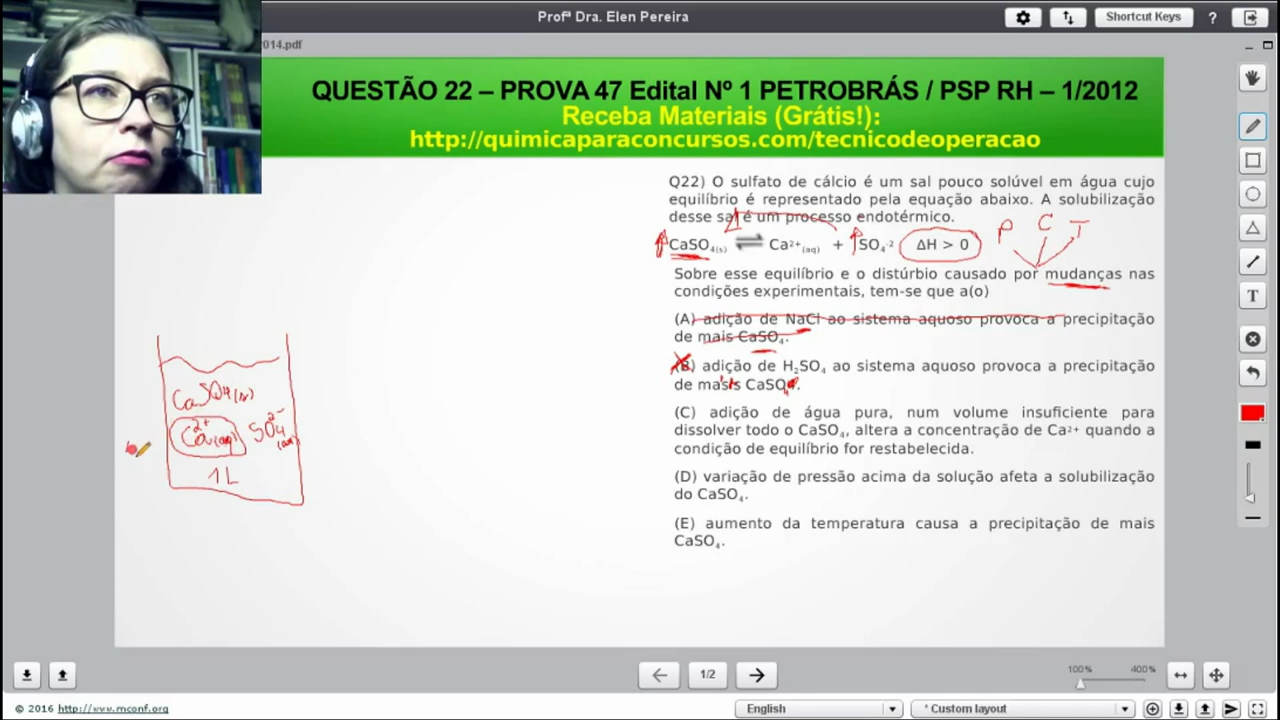 Profª Dra. Elen Pereira
Shortcut Keys
?
2014.pdf
QUESTÃO 22 – PROVA 47 Edital Nº 1 PETROBRÁS / PSP RH – 1/2012
Receba Materiais (Grátis!):
http://quimicaparaconcursos.com/tecnicodeoperacao
Q22) O sulfato de cálcio é um sal pouco solúvel em água cujo
equilíbrio é representado pela equação abaixo. A solubilização
desse sal é um processo endotérmico.
P C T
CaSO₄(s) ⇌ Ca²⁺(aq) + SO₄⁻² ΔH > 0
Sobre esse equilíbrio e o distúrbio causado por mudanças nas
condições experimentais, tem-se que a(o)
(A) adição de NaCl ao sistema aquoso provoca a precipitação
de mais CaSO₄.
(B) adição de H₂SO₄ ao sistema aquoso provoca a precipitação
de mais CaSO₄.
(C) adição de água pura, num volume insuficiente para
dissolver todo o CaSO₄, altera a concentração de Ca²⁺ quando a
condição de equilíbrio for restabelecida.
(D) variação de pressão acima da solução afeta a solubilização
do CaSO₄.
(E) aumento da temperatura causa a precipitação de mais
CaSO₄.
CaSO4(s)
Ca²⁺(aq) SO4²⁻(aq)
1L
T
1/2
100% 400%
© 2016 http://www.mconf.org
English
* Custom layout